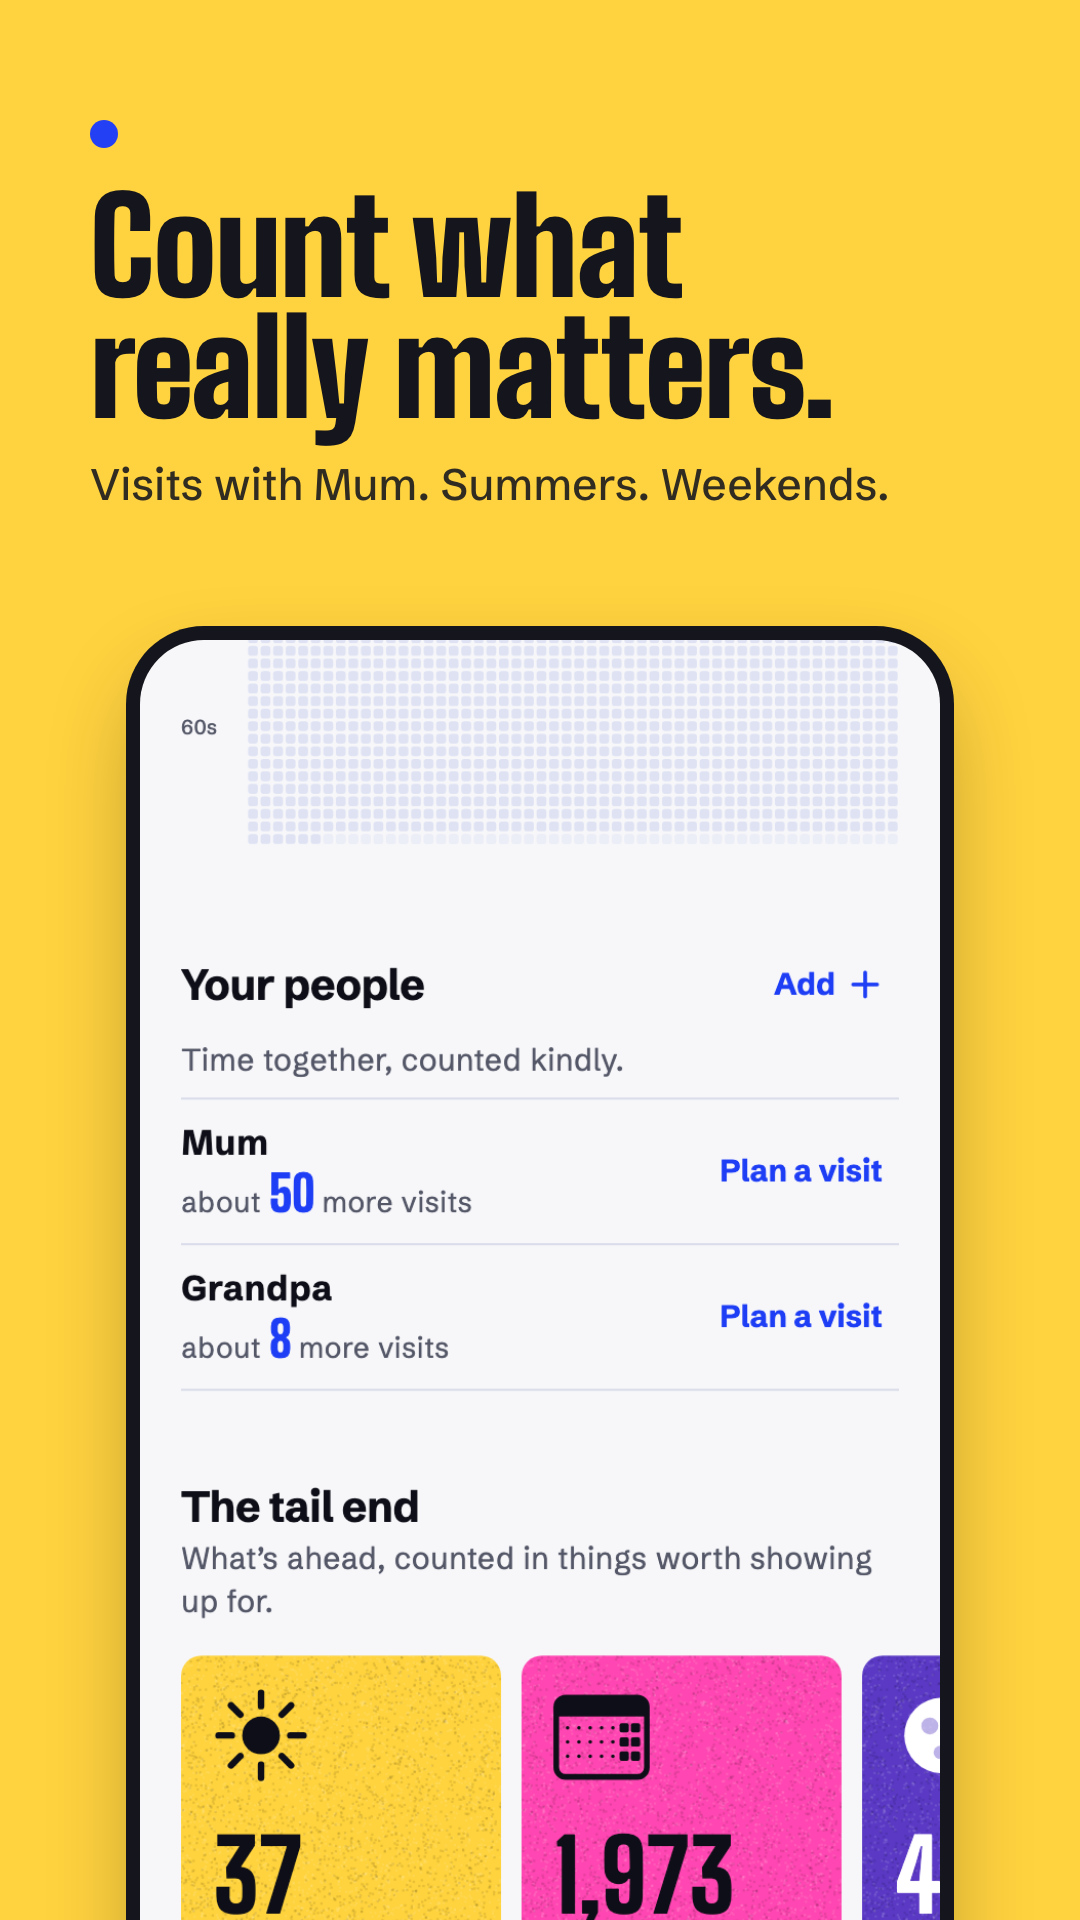 Count what
really matters.
Visits with Mum. Summers. Weekends.
60s
Your people
Add +
Time together, counted kindly.
Mum
about 50 more visits
Plan a visit
Grandpa
about 8 more visits
Plan a visit
The tail end
What’s ahead, counted in things worth showing
up for.
37
1,973
4